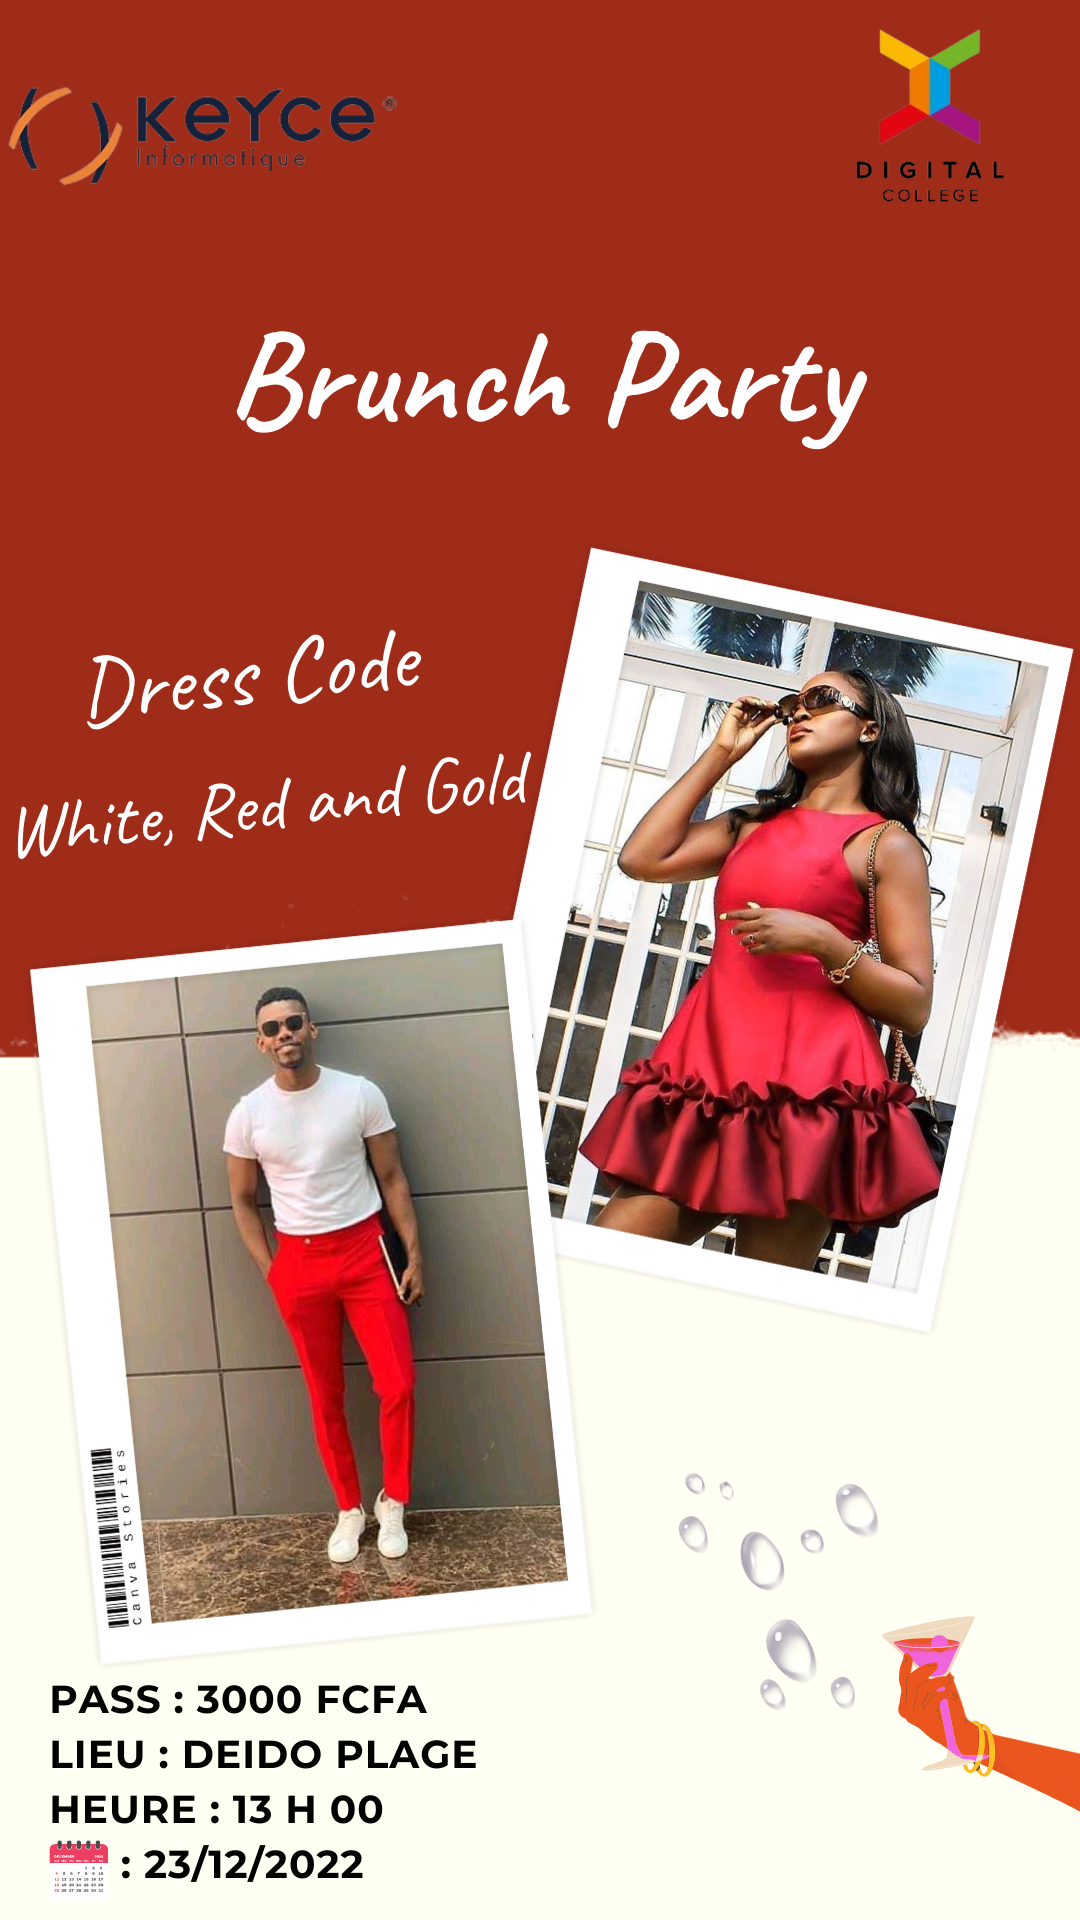 KEYCE®
Informatique
DIGITAL
COLLEGE
Brunch Party
Dress Code
White, Red and Gold
Canva Stories
PASS : 3000 FCFA
LIEU : DEIDO PLAGE
HEURE : 13 H 00
: 23/12/2022